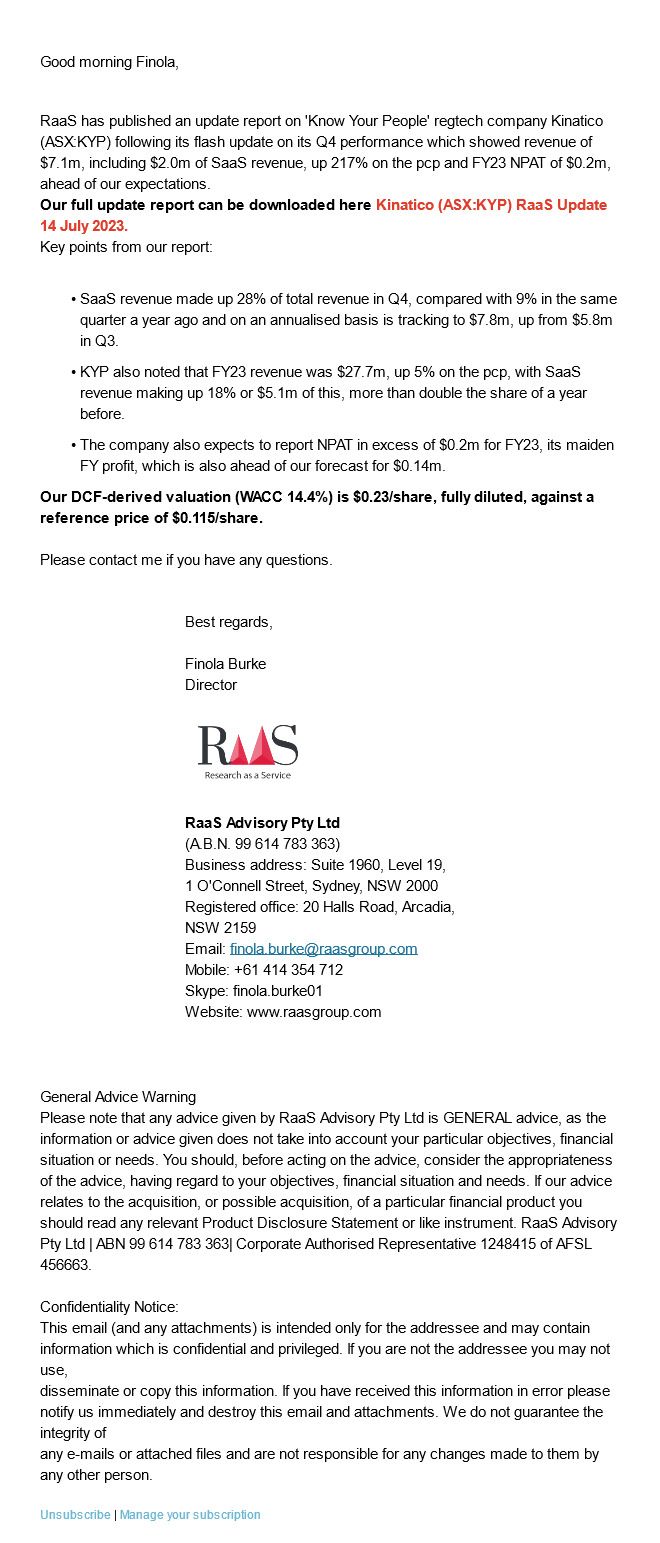 Good morning Finola,
RaaS has published an update report on 'Know Your People' regtech company Kinatico
(ASX:KYP) following its flash update on its Q4 performance which showed revenue of
$7.1m, including $2.0m of SaaS revenue, up 217% on the pcp and FY23 NPAT of $0.2m,
ahead of our expectations.
Our full update report can be downloaded here Kinatico (ASX:KYP) RaaS Update
14 July 2023.
Key points from our report:
• SaaS revenue made up 28% of total revenue in Q4, compared with 9% in the same
quarter a year ago and on an annualised basis is tracking to $7.8m, up from $5.8m
in Q3.
• KYP also noted that FY23 revenue was $27.7m, up 5% on the pcp, with SaaS
revenue making up 18% or $5.1m of this, more than double the share of a year
before.
• The company also expects to report NPAT in excess of $0.2m for FY23, its maiden
FY profit, which is also ahead of our forecast for $0.14m.
Our DCF-derived valuation (WACC 14.4%) is $0.23/share, fully diluted, against a
reference price of $0.115/share.
Please contact me if you have any questions.
Best regards,
Finola Burke
Director
RAAS
Research as a Service
RaaS Advisory Pty Ltd
(A.B.N. 99 614 783 363)
Business address: Suite 1960, Level 19,
1 O'Connell Street, Sydney, NSW 2000
Registered office: 20 Halls Road, Arcadia,
NSW 2159
Email: finola.burke@raasgroup.com
Mobile: +61 414 354 712
Skype: finola.burke01
Website: www.raasgroup.com
General Advice Warning
Please note that any advice given by RaaS Advisory Pty Ltd is GENERAL advice, as the
information or advice given does not take into account your particular objectives, financial
situation or needs. You should, before acting on the advice, consider the appropriateness
of the advice, having regard to your objectives, financial situation and needs. If our advice
relates to the acquisition, or possible acquisition, of a particular financial product you
should read any relevant Product Disclosure Statement or like instrument. RaaS Advisory
Pty Ltd | ABN 99 614 783 363| Corporate Authorised Representative 1248415 of AFSL
456663.
Confidentiality Notice:
This email (and any attachments) is intended only for the addressee and may contain
information which is confidential and privileged. If you are not the addressee you may not
use,
disseminate or copy this information. If you have received this information in error please
notify us immediately and destroy this email and attachments. We do not guarantee the
integrity of
any e-mails or attached files and are not responsible for any changes made to them by
any other person.
Unsubscribe | Manage your subscription